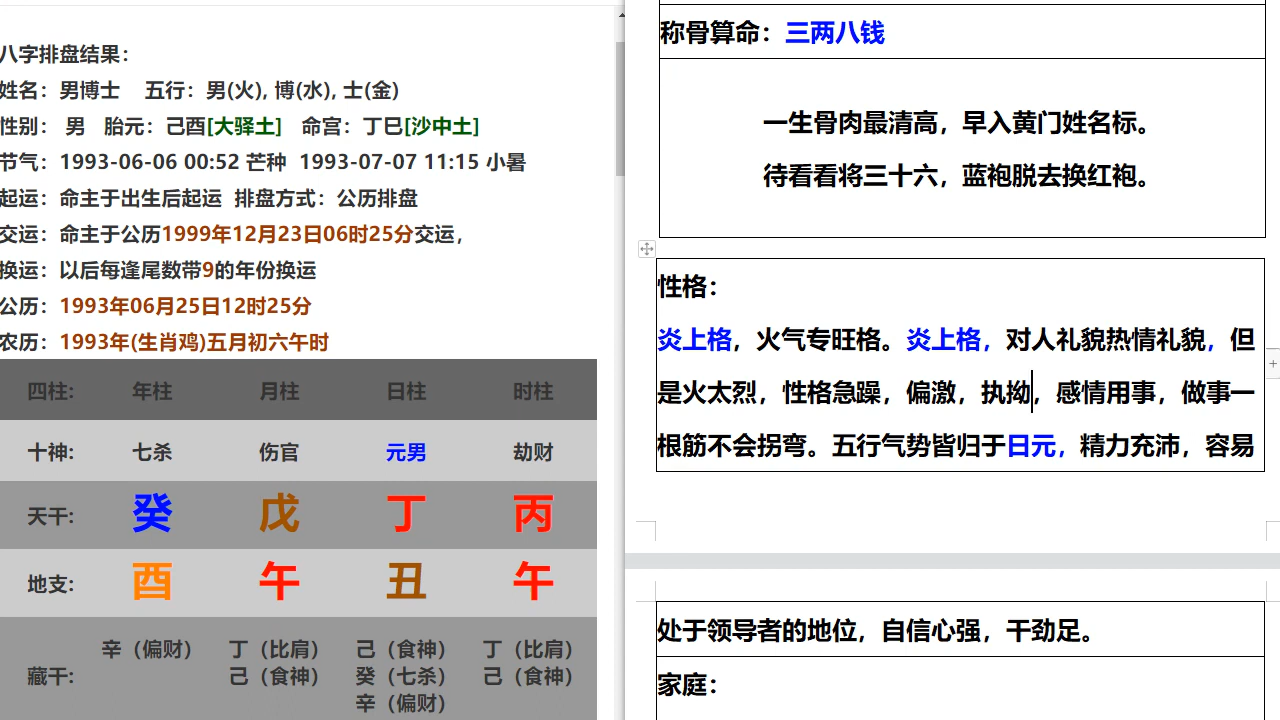 八字排盘结果：
姓名：男博士 五行：男(火), 博(水), 士(金)
性别： 男 胎元：己酉[大驿土] 命宫：丁巳[沙中土]
节气：1993-06-06 00:52 芒种 1993-07-07 11:15 小暑
起运：命主于出生后起运 排盘方式：公历排盘
交运：命主于公历1999年12月23日06时25分交运，
换运：以后每逢尾数带9的年份换运
公历：1993年06月25日12时25分
农历：1993年(生肖鸡)五月初六午时
四柱: 年柱 月柱 日柱 时柱
十神: 七杀 伤官 元男 劫财
天干: 癸 戊 丁 丙
地支: 酉 午 丑 午
藏干: 辛（偏财） 丁（比肩） 己（食神） 丁（比肩）
己（食神） 癸（七杀） 己（食神）
辛（偏财）
称骨算命：三两八钱
一生骨肉最清高，早入黄门姓名标。
待看看将三十六，蓝袍脱去换红袍。
性格：
炎上格，火气专旺格。炎上格，对人礼貌热情礼貌，但
是火太烈，性格急躁，偏激，执拗，感情用事，做事一
根筋不会拐弯。五行气势皆归于日元，精力充沛，容易
处于领导者的地位，自信心强，干劲足。
家庭：